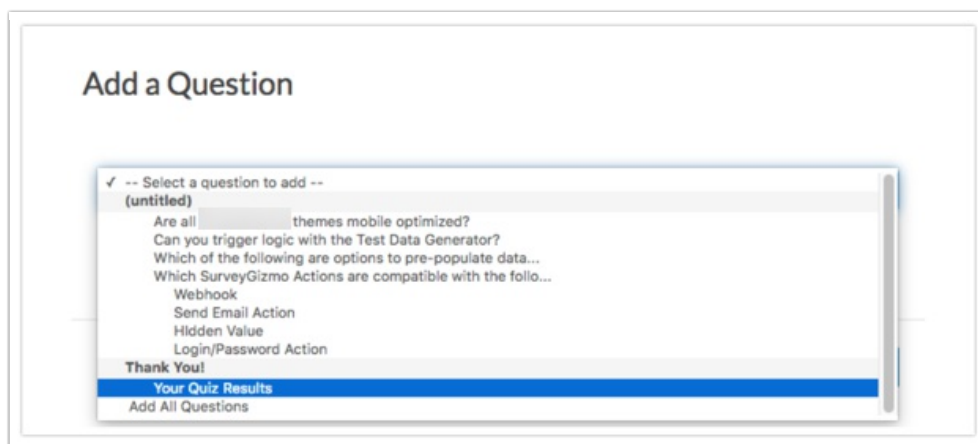 Add a Question
✓ -- Select a question to add --
(untitled)
Are all themes mobile optimized?
Can you trigger logic with the Test Data Generator?
Which of the following are options to pre-populate data...
Which SurveyGizmo Actions are compatible with the follo...
Webhook
Send Email Action
HIdden Value
Login/Password Action
Thank You!
Your Quiz Results
Add All Questions